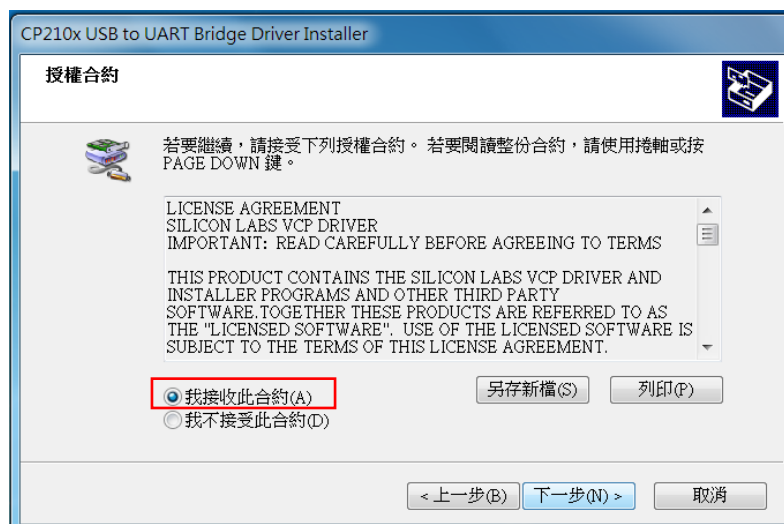 CP210x USB to UART Bridge Driver Installer
授權合約
若要繼續，請接受下列授權合約。 若要閱讀整份合約，請使用捲軸或按
PAGE DOWN 鍵。
LICENSE AGREEMENT
SILICON LABS VCP DRIVER
IMPORTANT: READ CAREFULLY BEFORE AGREEING TO TERMS
THIS PRODUCT CONTAINS THE SILICON LABS VCP DRIVER AND
INSTALLER PROGRAMS AND OTHER THIRD PARTY
SOFTWARE.TOGETHER THESE PRODUCTS ARE REFERRED TO AS
THE "LICENSED SOFTWARE". USE OF THE LICENSED SOFTWARE IS
SUBJECT TO THE TERMS OF THIS LICENSE AGREEMENT.
我接收此合約(A) 另存新檔(S) 列印(P)
我不接受此合約(D)
< 上一步(B) 下一步(N) > 取消